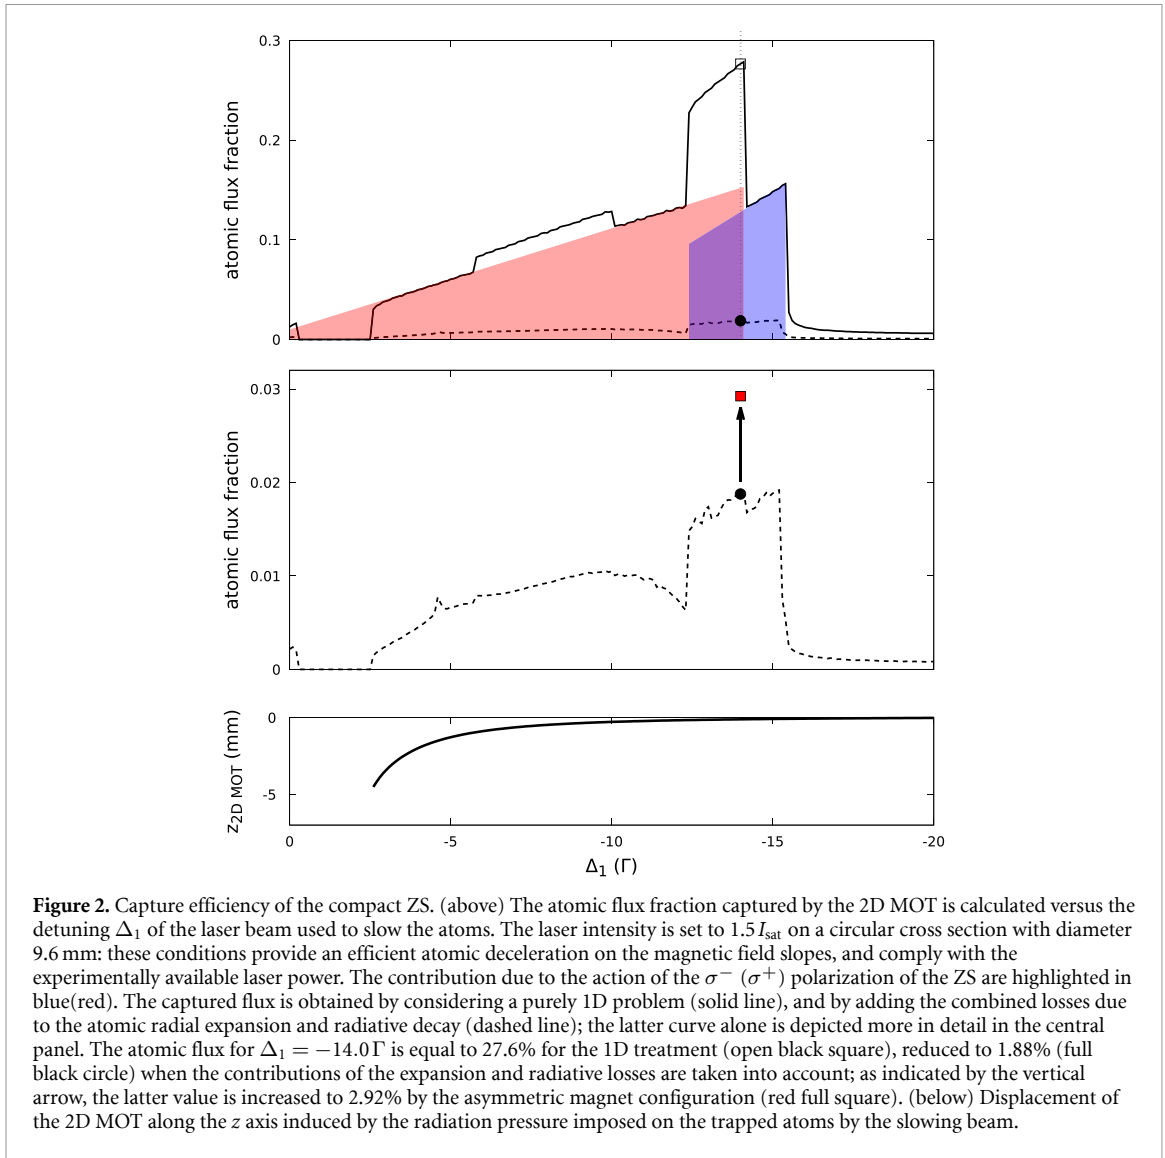 0.3
0.2
0.1
0
atomic flux fraction
0.03
0.02
0.01
0
atomic flux fraction
0
-5
z2D MOT (mm)
0 -5 -10 -15 -20
Δ1 (Γ)
Figure 2. Capture efficiency of the compact ZS. (above) The atomic flux fraction captured by the 2D MOT is calculated versus the
detuning Δ1 of the laser beam used to slow the atoms. The laser intensity is set to 1.5 Isat on a circular cross section with diameter
9.6 mm: these conditions provide an efficient atomic deceleration on the magnetic field slopes, and comply with the
experimentally available laser power. The contribution due to the action of the σ− (σ+) polarization of the ZS are highlighted in
blue(red). The captured flux is obtained by considering a purely 1D problem (solid line), and by adding the combined losses due
to the atomic radial expansion and radiative decay (dashed line); the latter curve alone is depicted more in detail in the central
panel. The atomic flux for Δ1 = −14.0 Γ is equal to 27.6% for the 1D treatment (open black square), reduced to 1.88% (full
black circle) when the contributions of the expansion and radiative losses are taken into account; as indicated by the vertical
arrow, the latter value is increased to 2.92% by the asymmetric magnet configuration (red full square). (below) Displacement of
the 2D MOT along the z axis induced by the radiation pressure imposed on the trapped atoms by the slowing beam.